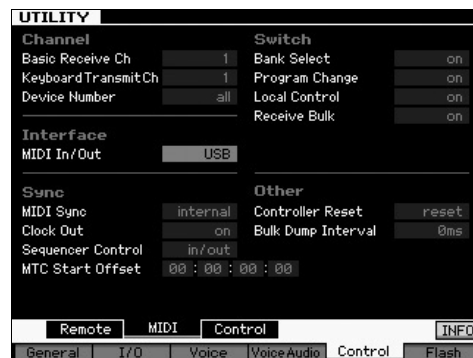 UTILITY
Channel
Basic Receive Ch 1
Keyboard Transmit Ch 1
Device Number all
Interface
MIDI In/Out USB
Sync
MIDI Sync internal
Clock Out on
Sequencer Control in/out
MTC Start Offset 00 : 00 : 00 : 00
Switch
Bank Select on
Program Change on
Local Control on
Receive Bulk on
Other
Controller Reset reset
Bulk Dump Interval 0ms
Remote MIDI Control INFO
General I/O Voice Voice Audio Control Flash